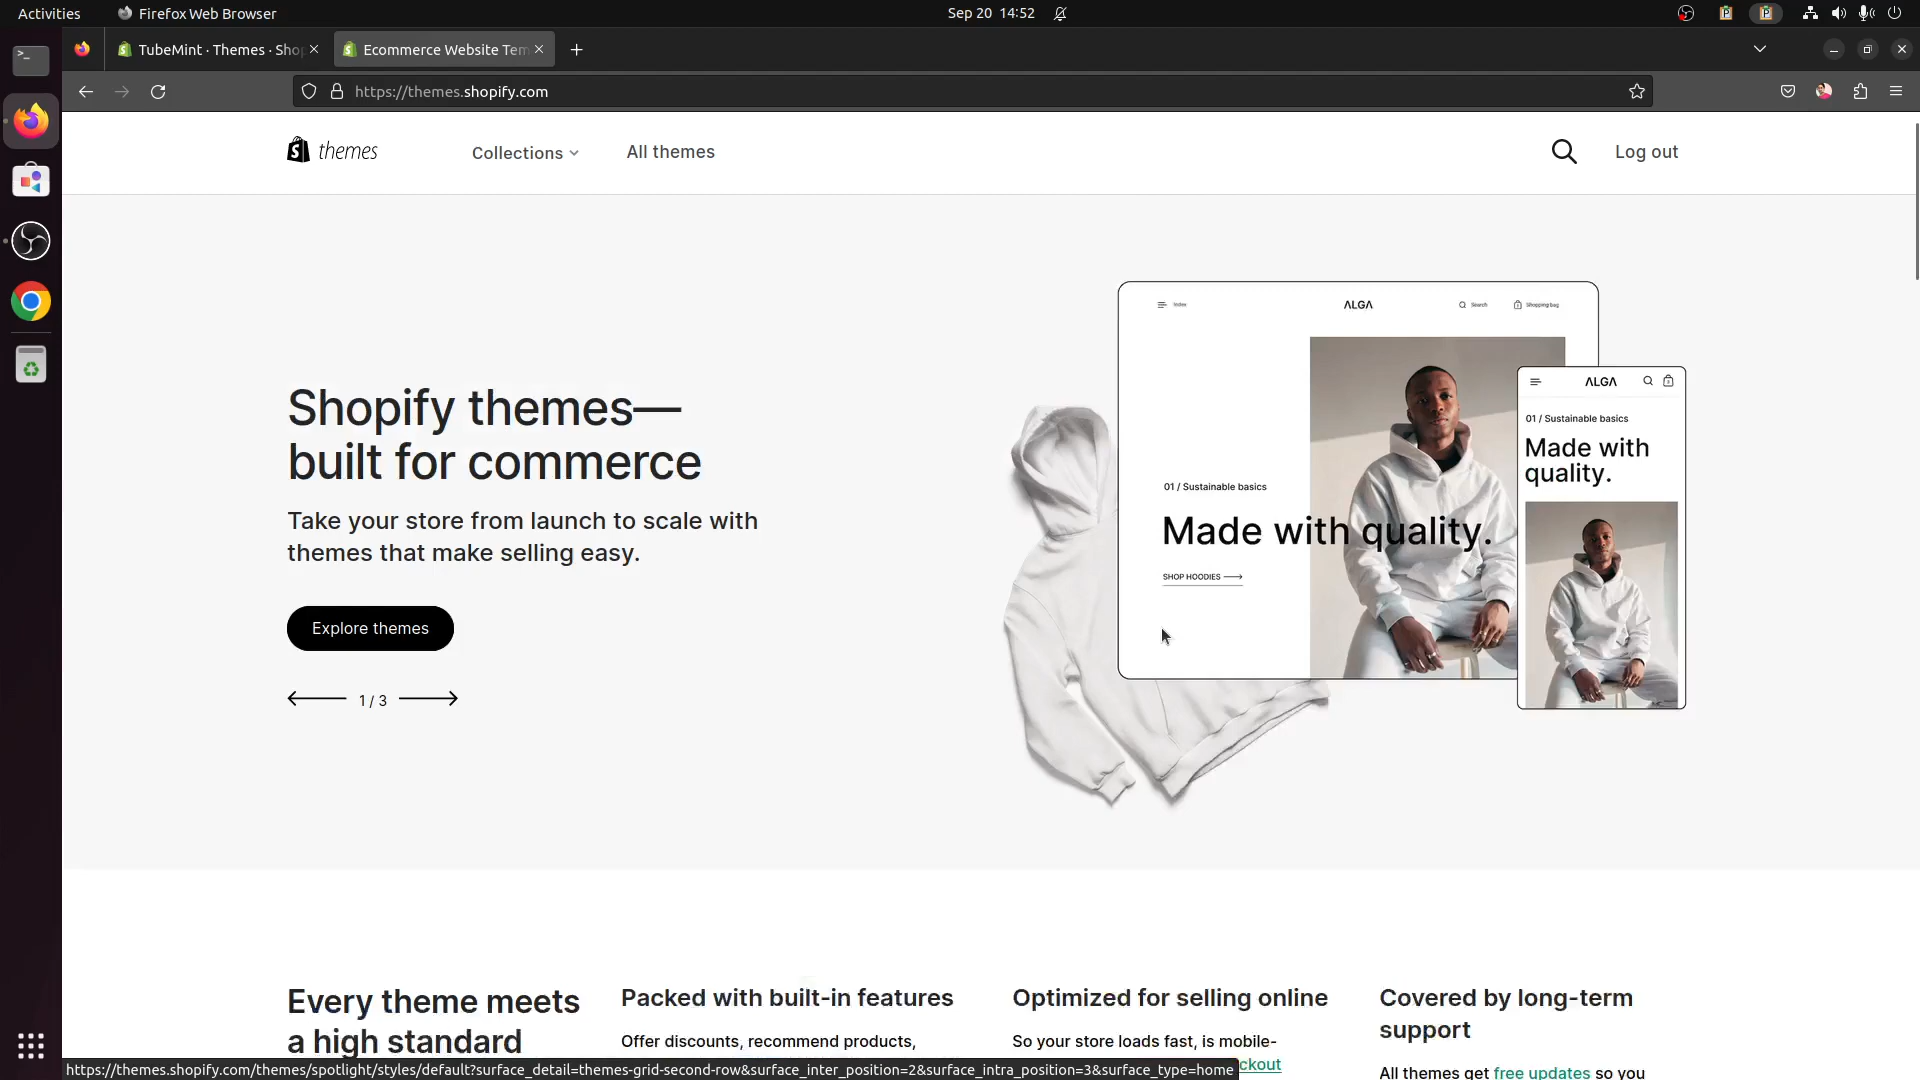 Activities
Firefox Web Browser
Sep 20 14:52
TubeMint · Themes · Sho
Ecommerce Website Tem
https://themes.shopify.com
themes
Collections
All themes
Log out
Shopify themes—
built for commerce
Take your store from launch to scale with
themes that make selling easy.
Explore themes
1 / 3
Index
ALGA
Search
Shopping bag
01 / Sustainable basics
Made with quality.
SHOP HOODIES
ALGA
01 / Sustainable basics
Made with
quality.
Every theme meets
a high standard
Packed with built-in features
Offer discounts, recommend products,
Optimized for selling online
So your store loads fast, is mobile-
ckout
Covered by long-term
support
All themes get free updates so you
https://themes.shopify.com/themes/spotlight/styles/default?surface_detail=themes-grid-second-row&surface_inter_position=2&surface_intra_position=3&surface_type=home